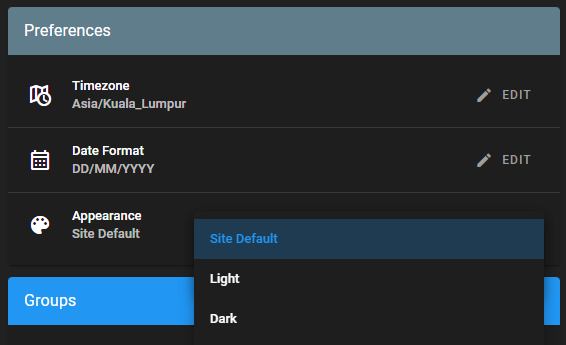 Preferences
Timezone
Asia/Kuala_Lumpur
EDIT
Date Format
DD/MM/YYYY
EDIT
Appearance
Site Default
Site Default
Light
Dark
Groups